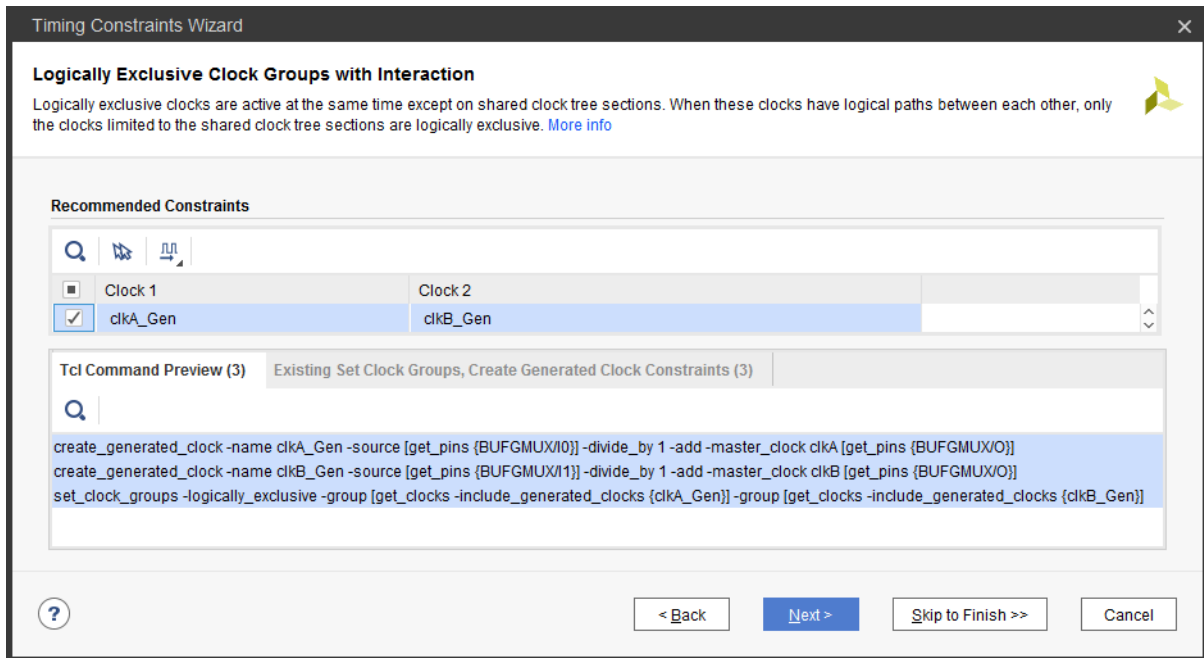 Timing Constraints Wizard
Logically Exclusive Clock Groups with Interaction
Logically exclusive clocks are active at the same time except on shared clock tree sections. When these clocks have logical paths between each other, only
the clocks limited to the shared clock tree sections are logically exclusive. More info
Recommended Constraints
Clock 1 Clock 2
clkA_Gen clkB_Gen
Tcl Command Preview (3) Existing Set Clock Groups, Create Generated Clock Constraints (3)
create_generated_clock -name clkA_Gen -source [get_pins {BUFGMUX/I0}] -divide_by 1 -add -master_clock clkA [get_pins {BUFGMUX/O}]
create_generated_clock -name clkB_Gen -source [get_pins {BUFGMUX/I1}] -divide_by 1 -add -master_clock clkB [get_pins {BUFGMUX/O}]
set_clock_groups -logically_exclusive -group [get_clocks -include_generated_clocks {clkA_Gen}] -group [get_clocks -include_generated_clocks {clkB_Gen}]
? < Back Next > Skip to Finish >> Cancel